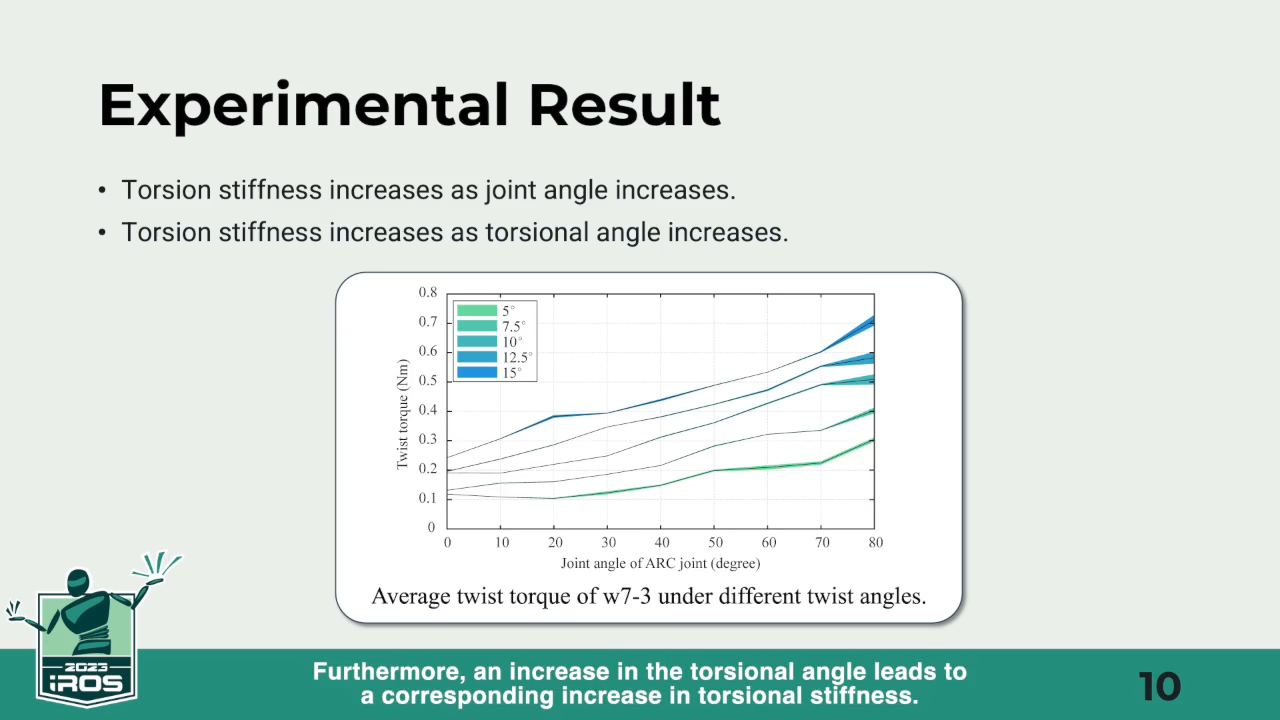 Experimental Result
• Torsion stiffness increases as joint angle increases.
• Torsion stiffness increases as torsional angle increases.
0.8
0.7
0.6
0.5
0.4
0.3
0.2
0.1
0
Twist torque (Nm)
5°
7.5°
10°
12.5°
15°
0 10 20 30 40 50 60 70 80
Joint angle of ARC joint (degree)
Average twist torque of w7-3 under different twist angles.
2023
iROS
Furthermore, an increase in the torsional angle leads to
a corresponding increase in torsional stiffness.
10